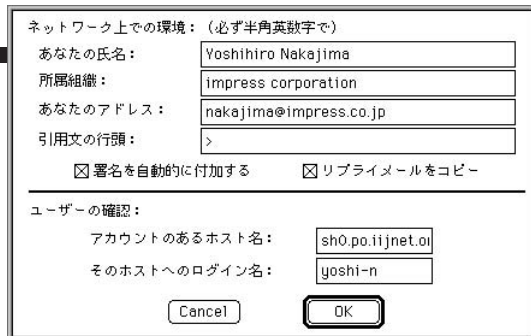 ネットワーク上での環境：（必ず半角英数字で）
あなたの氏名： Yoshihiro Nakajima
所属組織： impress corporation
あなたのアドレス： nakajima@impress.co.jp
引用文の行頭： >
署名を自動的に付加する リプライメールをコピー
ユーザーの確認：
アカウントのあるホスト名： sh0.po.iijnet.o
そのホストへのログイン名： yoshi-n
Cancel OK